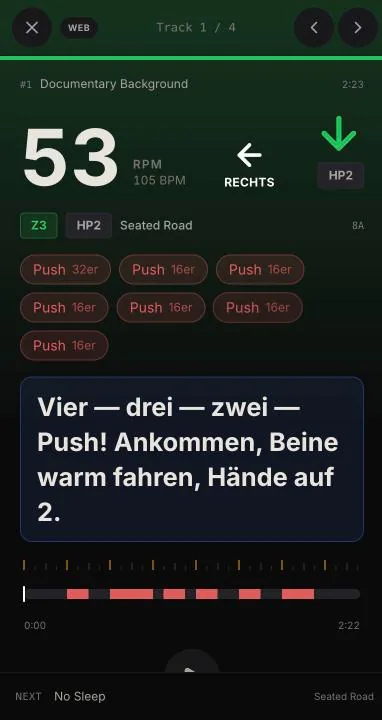 WEB
Track 1 / 4
#1 Documentary Background 2:23
53
RPM
105 BPM
RECHTS
HP2
Z3 HP2 Seated Road 8A
Push 32er Push 16er Push 16er
Push 16er Push 16er Push 16er
Push 16er
Vier — drei — zwei —
Push! Ankommen, Beine
warm fahren, Hände auf
2.
0:00 2:22
NEXT No Sleep Seated Road